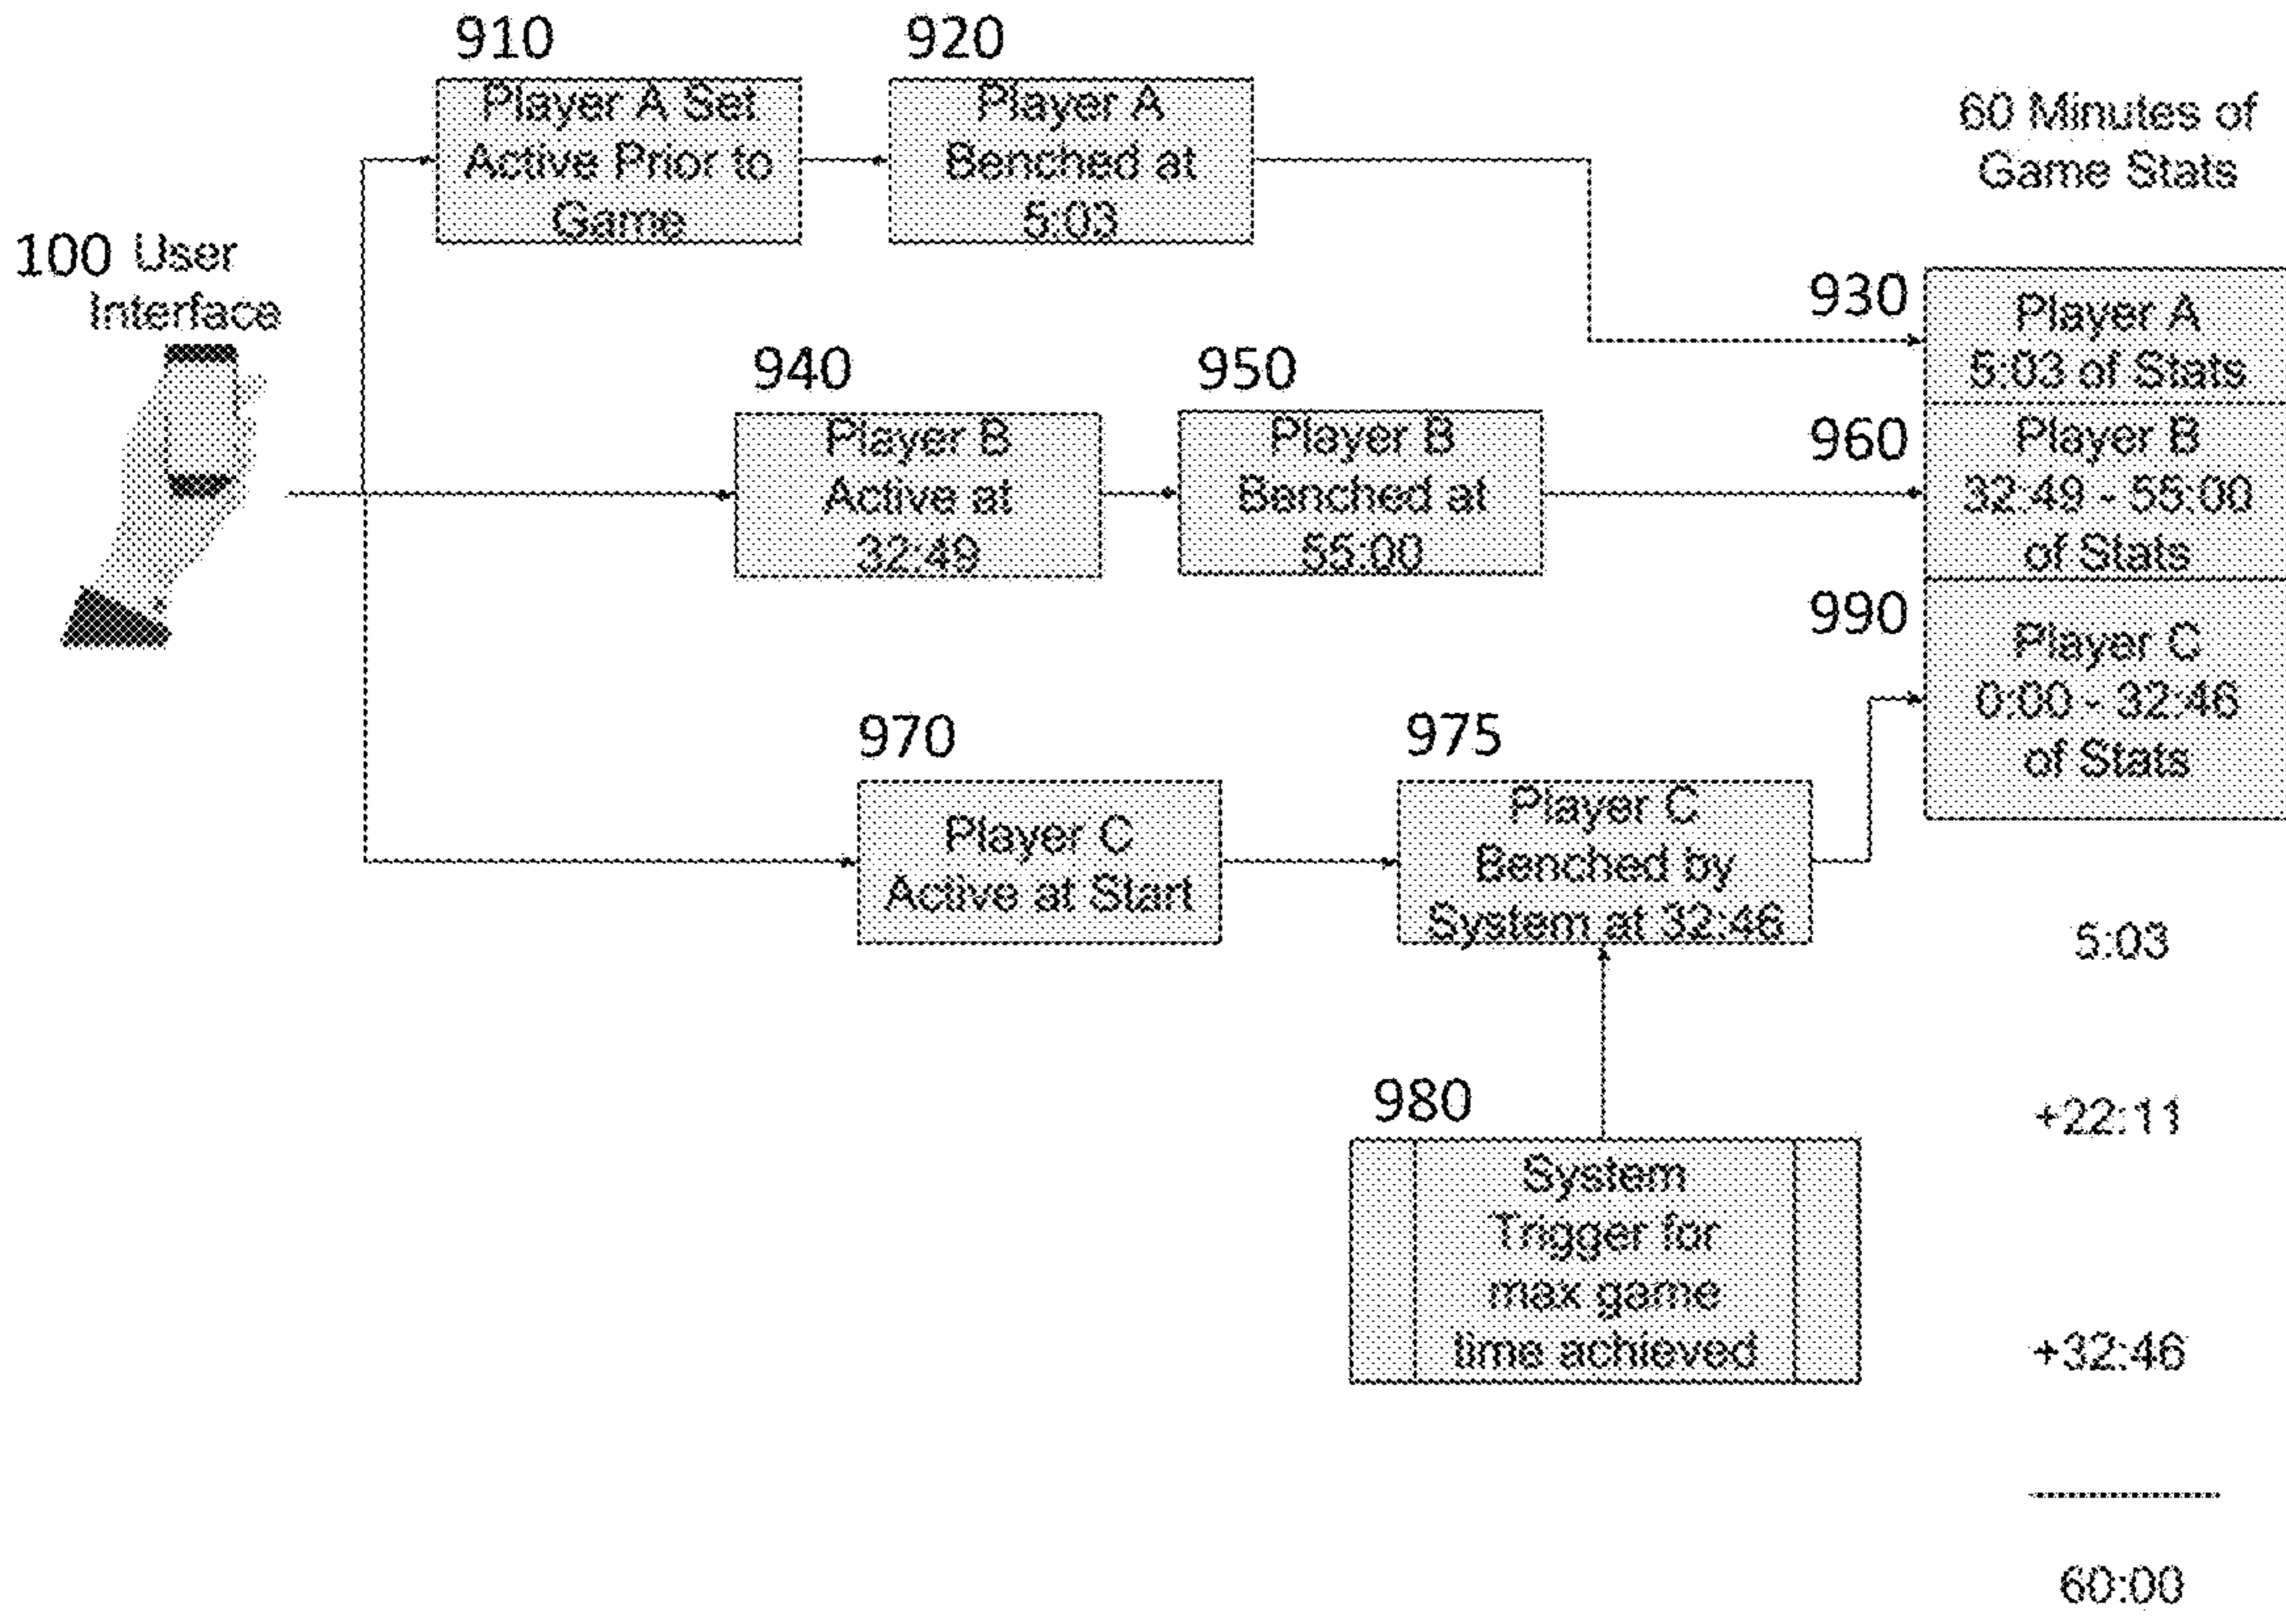 910
Player A Set
Active Prior to
Game
920
Player A
Benched at
5:03
60 Minutes of
Game Stats
100 User
Interface
930
Player A
5:03 of Stats
940
Player B
Active at
32:49
950
Player B
Benched at
55:00
960
Player B
32:49 - 55:00
of Stats
990
Player C
0:00 - 32:46
of Stats
970
Player C
Active at Start
975
Player C
Benched by
System at 32:46
980
System
Trigger for
max game
time achieved
5:03
+22:11
+32:46
60:00